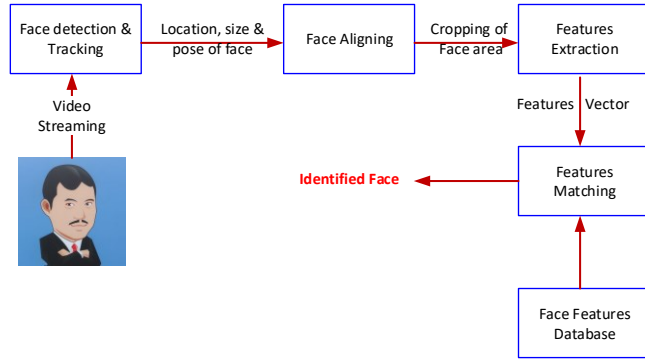 Face detection &
Tracking
Location, size &
pose of face
Face Aligning
Cropping of
Face area
Features
Extraction
Video
Streaming
Features Vector
Identified Face
Features
Matching
Face Features
Database